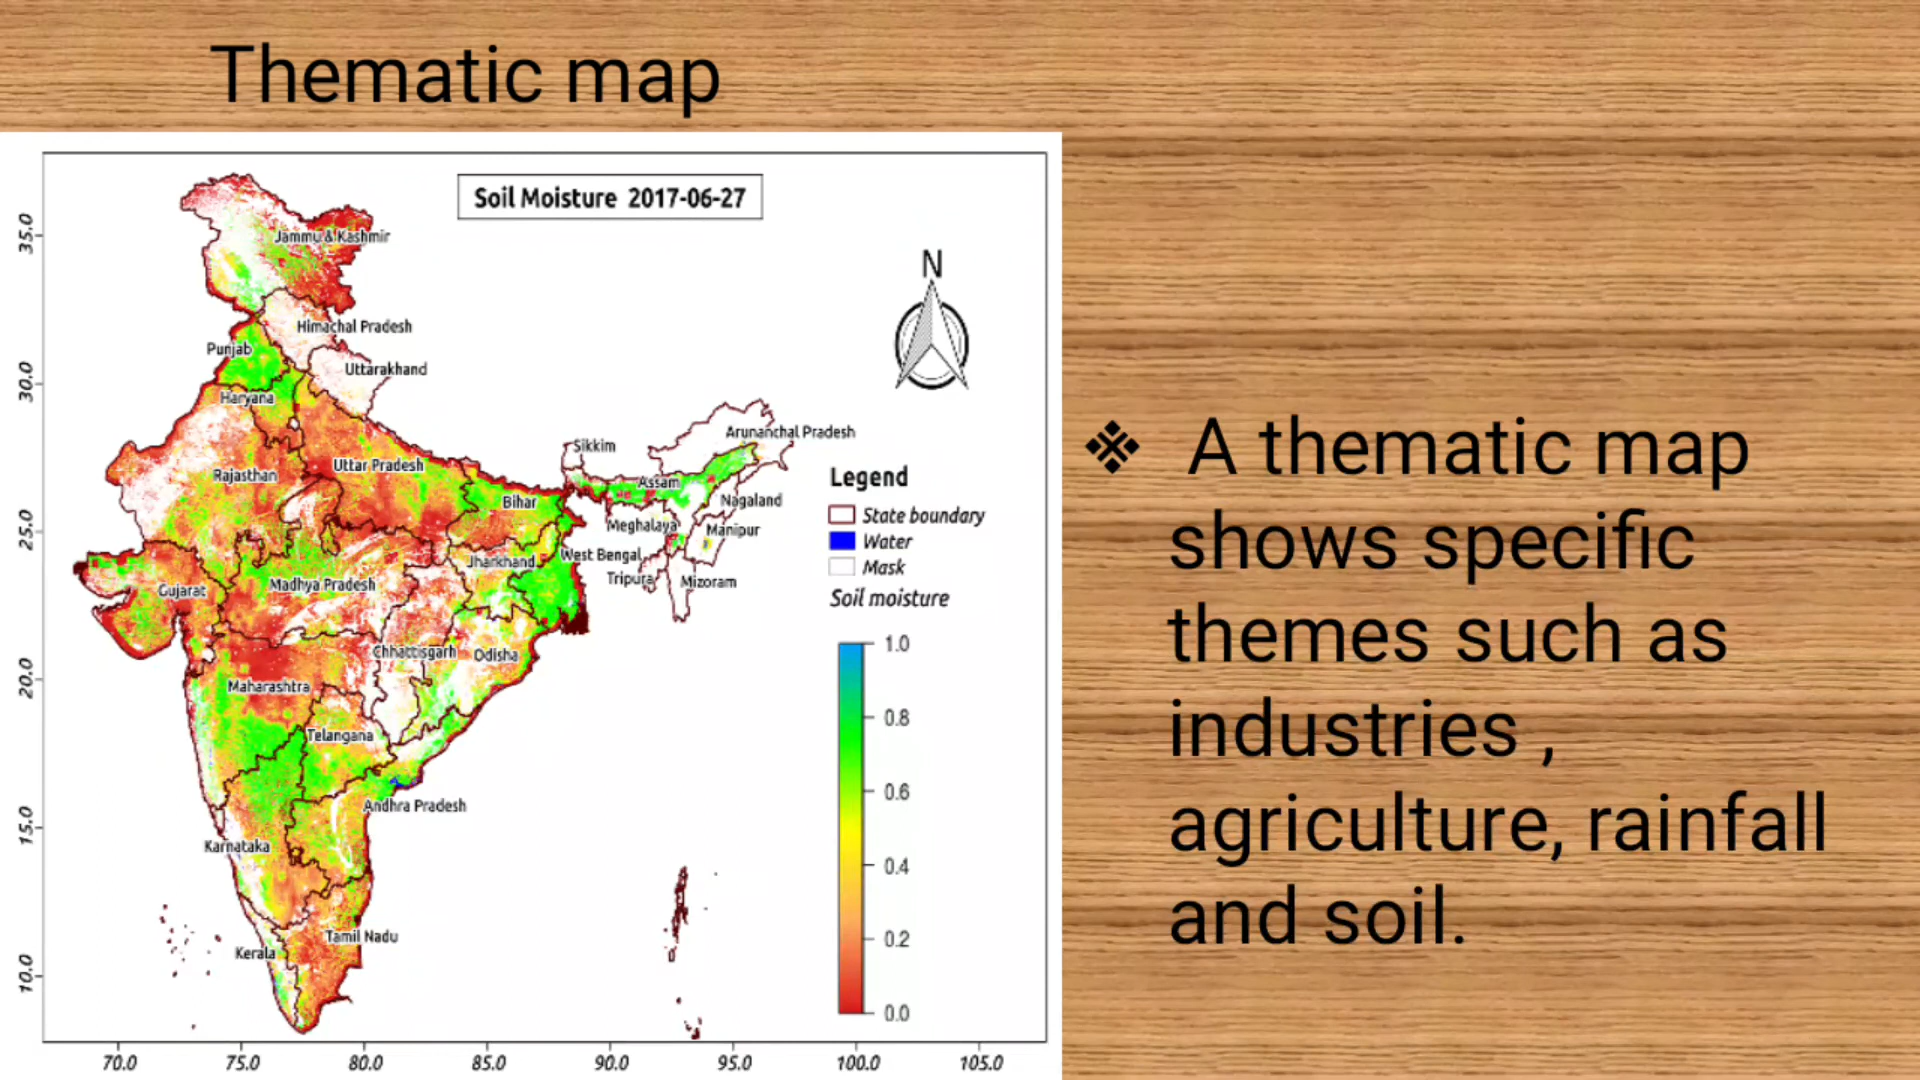 Thematic map
Soil Moisture 2017-06-27
N
35.0
30.0
25.0
20.0
15.0
10.0
Jammu & Kashmir
Himachal Pradesh
Punjab
Uttarakhand
Haryana
Sikkim
Arunanchal Pradesh
Uttar Pradesh
Rajasthan
Assam
Bihar
Nagaland
Meghalaya
Manipur
West Bengal
Jharkhand
Tripura
Mizoram
Gujarat
Madhya Pradesh
Chhattisgarh
Odisha
Maharashtra
Telangana
Andhra Pradesh
Karnataka
Tamil Nadu
Kerala
Legend
State boundary
Water
Mask
Soil moisture
1.0
0.8
0.6
0.4
0.2
0.0
70.0 75.0 80.0 85.0 90.0 95.0 100.0 105.0
❖ A thematic map
shows specific
themes such as
industries ,
agriculture, rainfall
and soil.